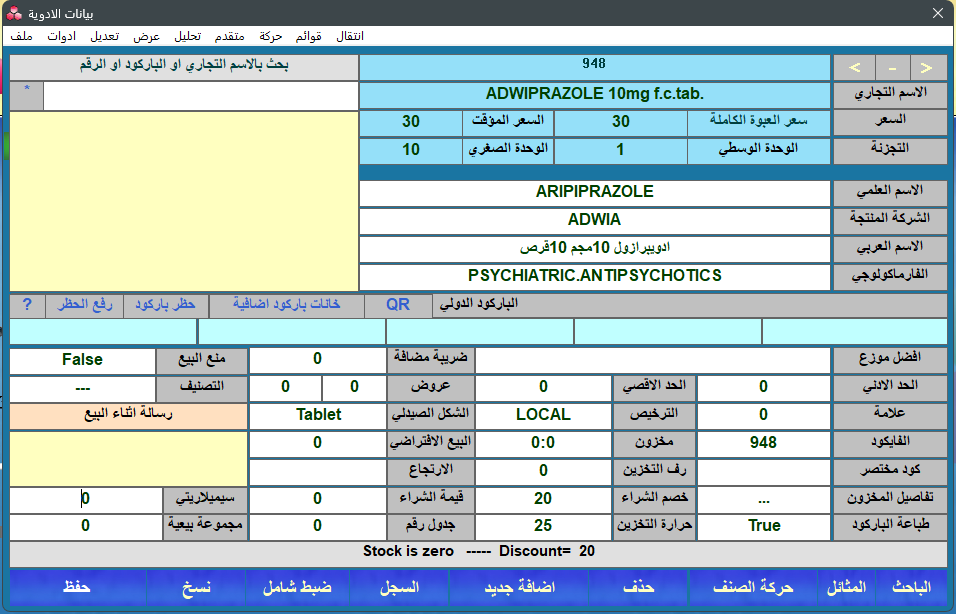 بيانات الادوية
ملف ادوات تعديل عرض تحليل متقدم حركة قوائم انتقال
< - > 948 بحث بالاسم التجاري او الباركود او الرقم
الاسم التجاري ADWIPRAZOLE 10mg f.c.tab. *
السعر سعر العبوة الكاملة 30 السعر المؤقت 30
التجزئة الوحدة الوسطي 1 الوحدة الصغري 10
الاسم العلمي ARIPIPRAZOLE
الشركة المنتجة ADWIA
الاسم العربي ادويبرازول 10مجم 10قرص
الفارماكولوجي PSYCHIATRIC.ANTIPSYCHOTICS
الباركود الدولي QR خانات باركود اضافية حظر باركود رفع الحظر ?
افضل موزع ضريبة مضافة 0 منع البيع False
الحد الادني 0 الحد الاقصي 0 عروض 0 0 التصنيف ---
علامة 0 الترخيص LOCAL الشكل الصيدلي Tablet رسالة اثناء البيع
الفايكود 948 مخزون 0:0 البيع الافتراضي 0
كود مختصر رف التخزين 0 الارتجاع
تفاصيل المخزون ... خصم الشراء 20 قيمة الشراء 0 سيميلاريتي 0
طباعة الباركود True حرارة التخزين 25 جدول رقم 0 مجموعة بيعية 0
Stock is zero ----- Discount= 20
الباحث المثائل حركة الصنف حذف اضافة جديد السجل ضبط شامل نسخ حفظ